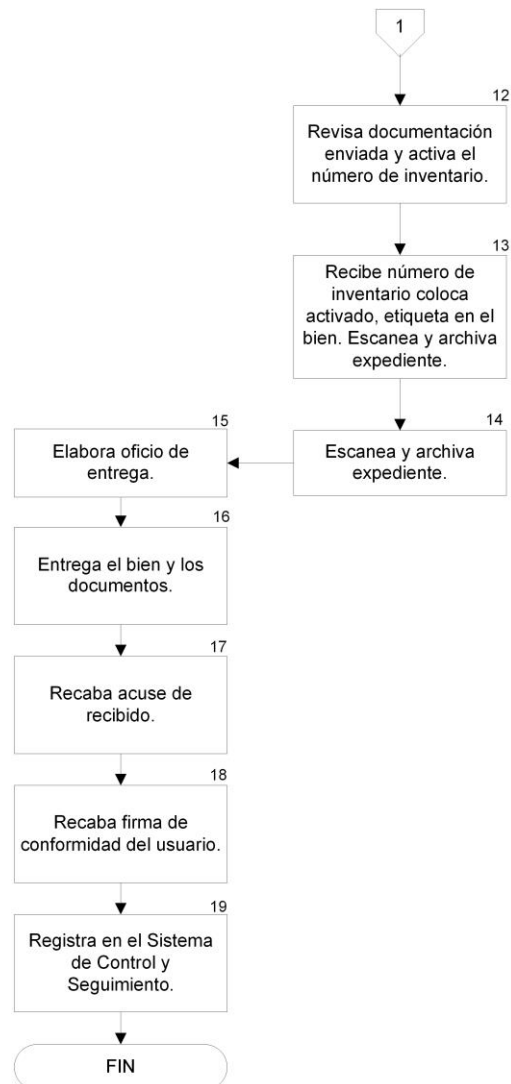 1
12
Revisa documentación
enviada y activa el
número de inventario.
13
Recibe número de
inventario coloca
activado, etiqueta en el
bien. Escanea y archiva
expediente.
14
Escanea y archiva
expediente.
15
Elabora oficio de
entrega.
16
Entrega el bien y los
documentos.
17
Recaba acuse de
recibido.
18
Recaba firma de
conformidad del usuario.
19
Registra en el Sistema
de Control y
Seguimiento.
FIN